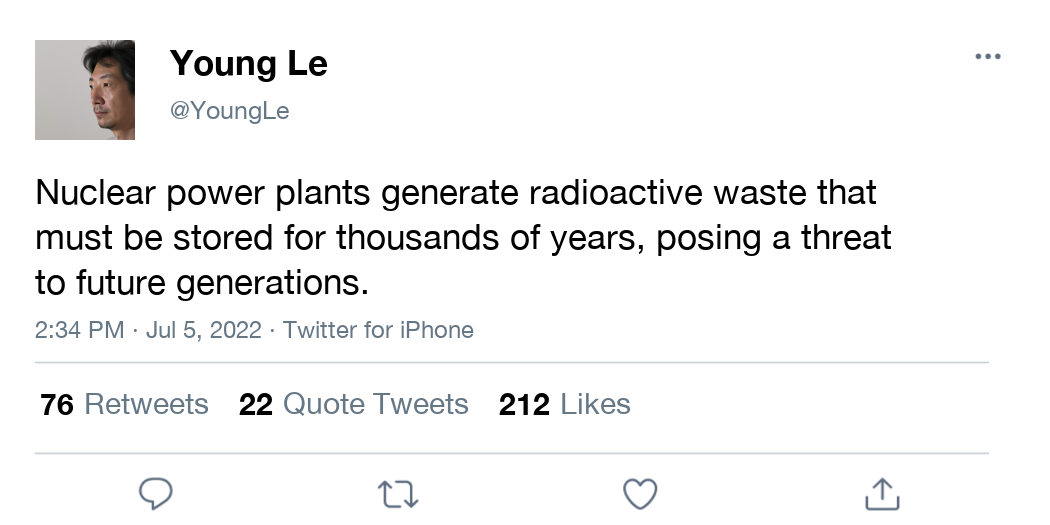 Young Le
@YoungLe
Nuclear power plants generate radioactive waste that
must be stored for thousands of years, posing a threat
to future generations.
2:34 PM · Jul 5, 2022 · Twitter for iPhone
76 Retweets 22 Quote Tweets 212 Likes